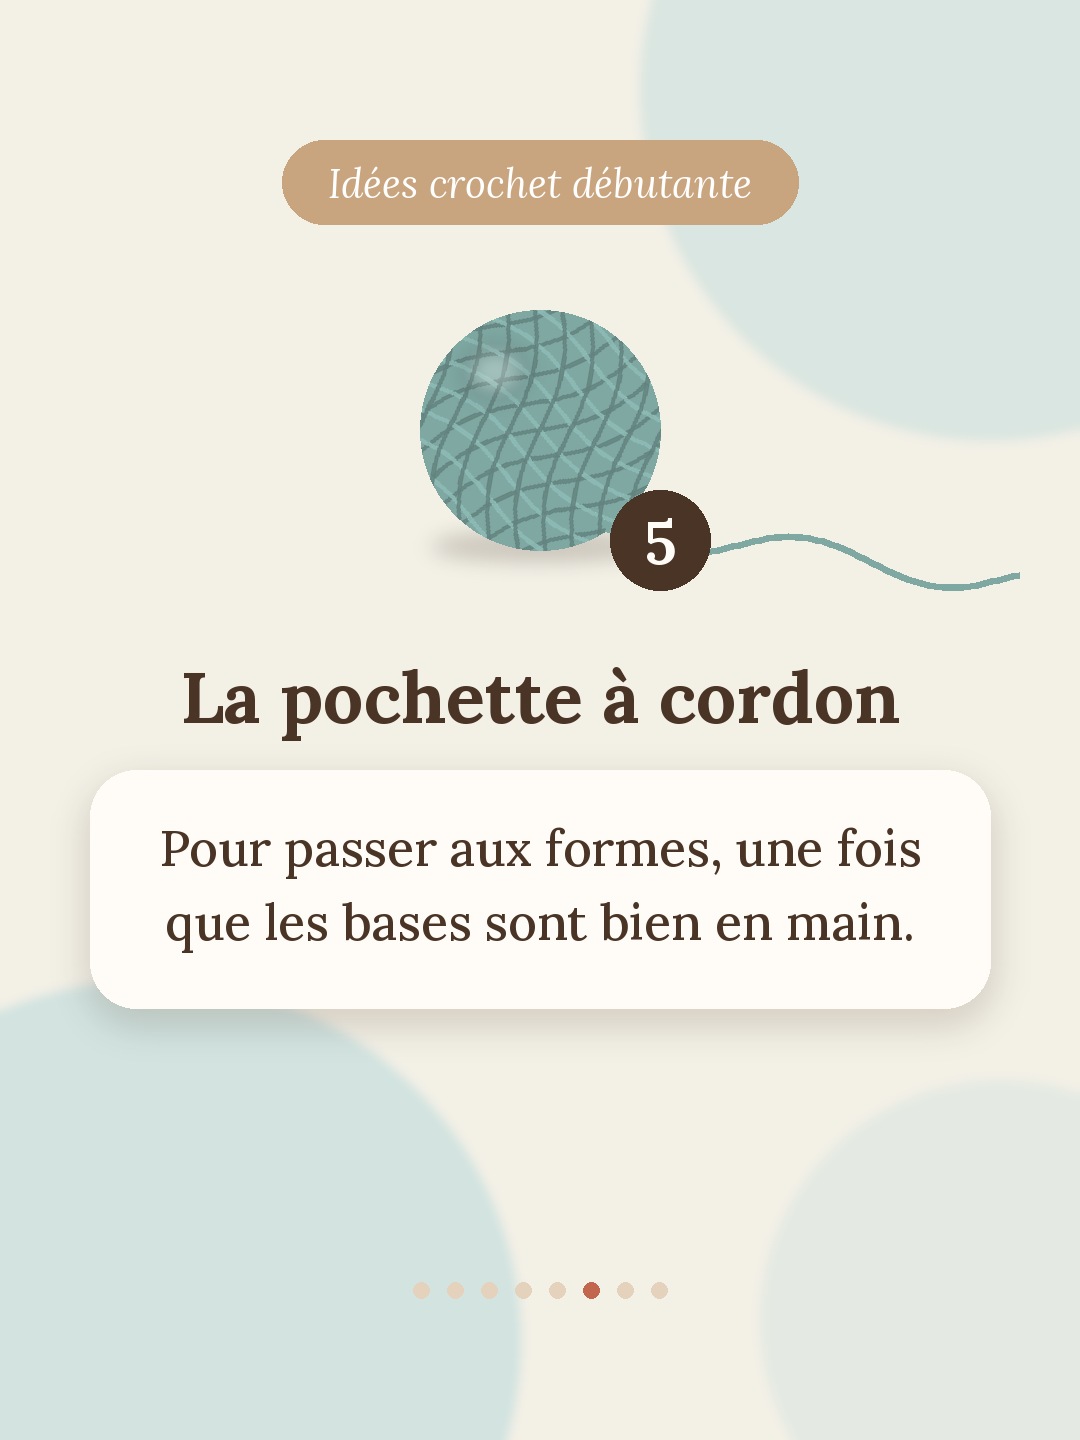 Idées crochet débutante
5
La pochette à cordon
Pour passer aux formes, une fois
que les bases sont bien en main.